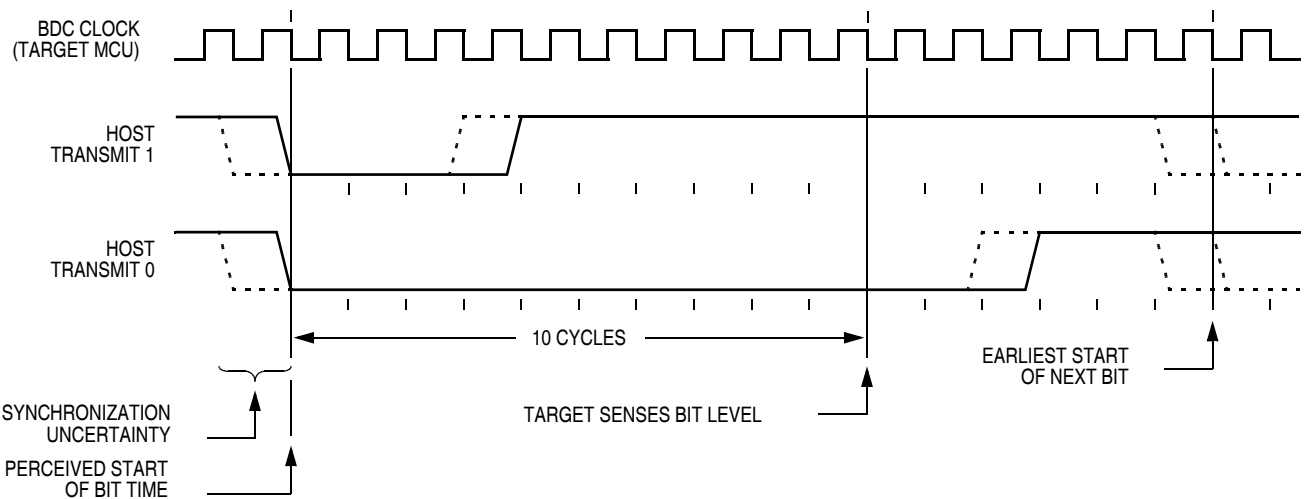 BDC CLOCK
(TARGET MCU)
HOST
TRANSMIT 1
HOST
TRANSMIT 0
10 CYCLES
EARLIEST START
OF NEXT BIT
SYNCHRONIZATION
UNCERTAINTY
TARGET SENSES BIT LEVEL
PERCEIVED START
OF BIT TIME